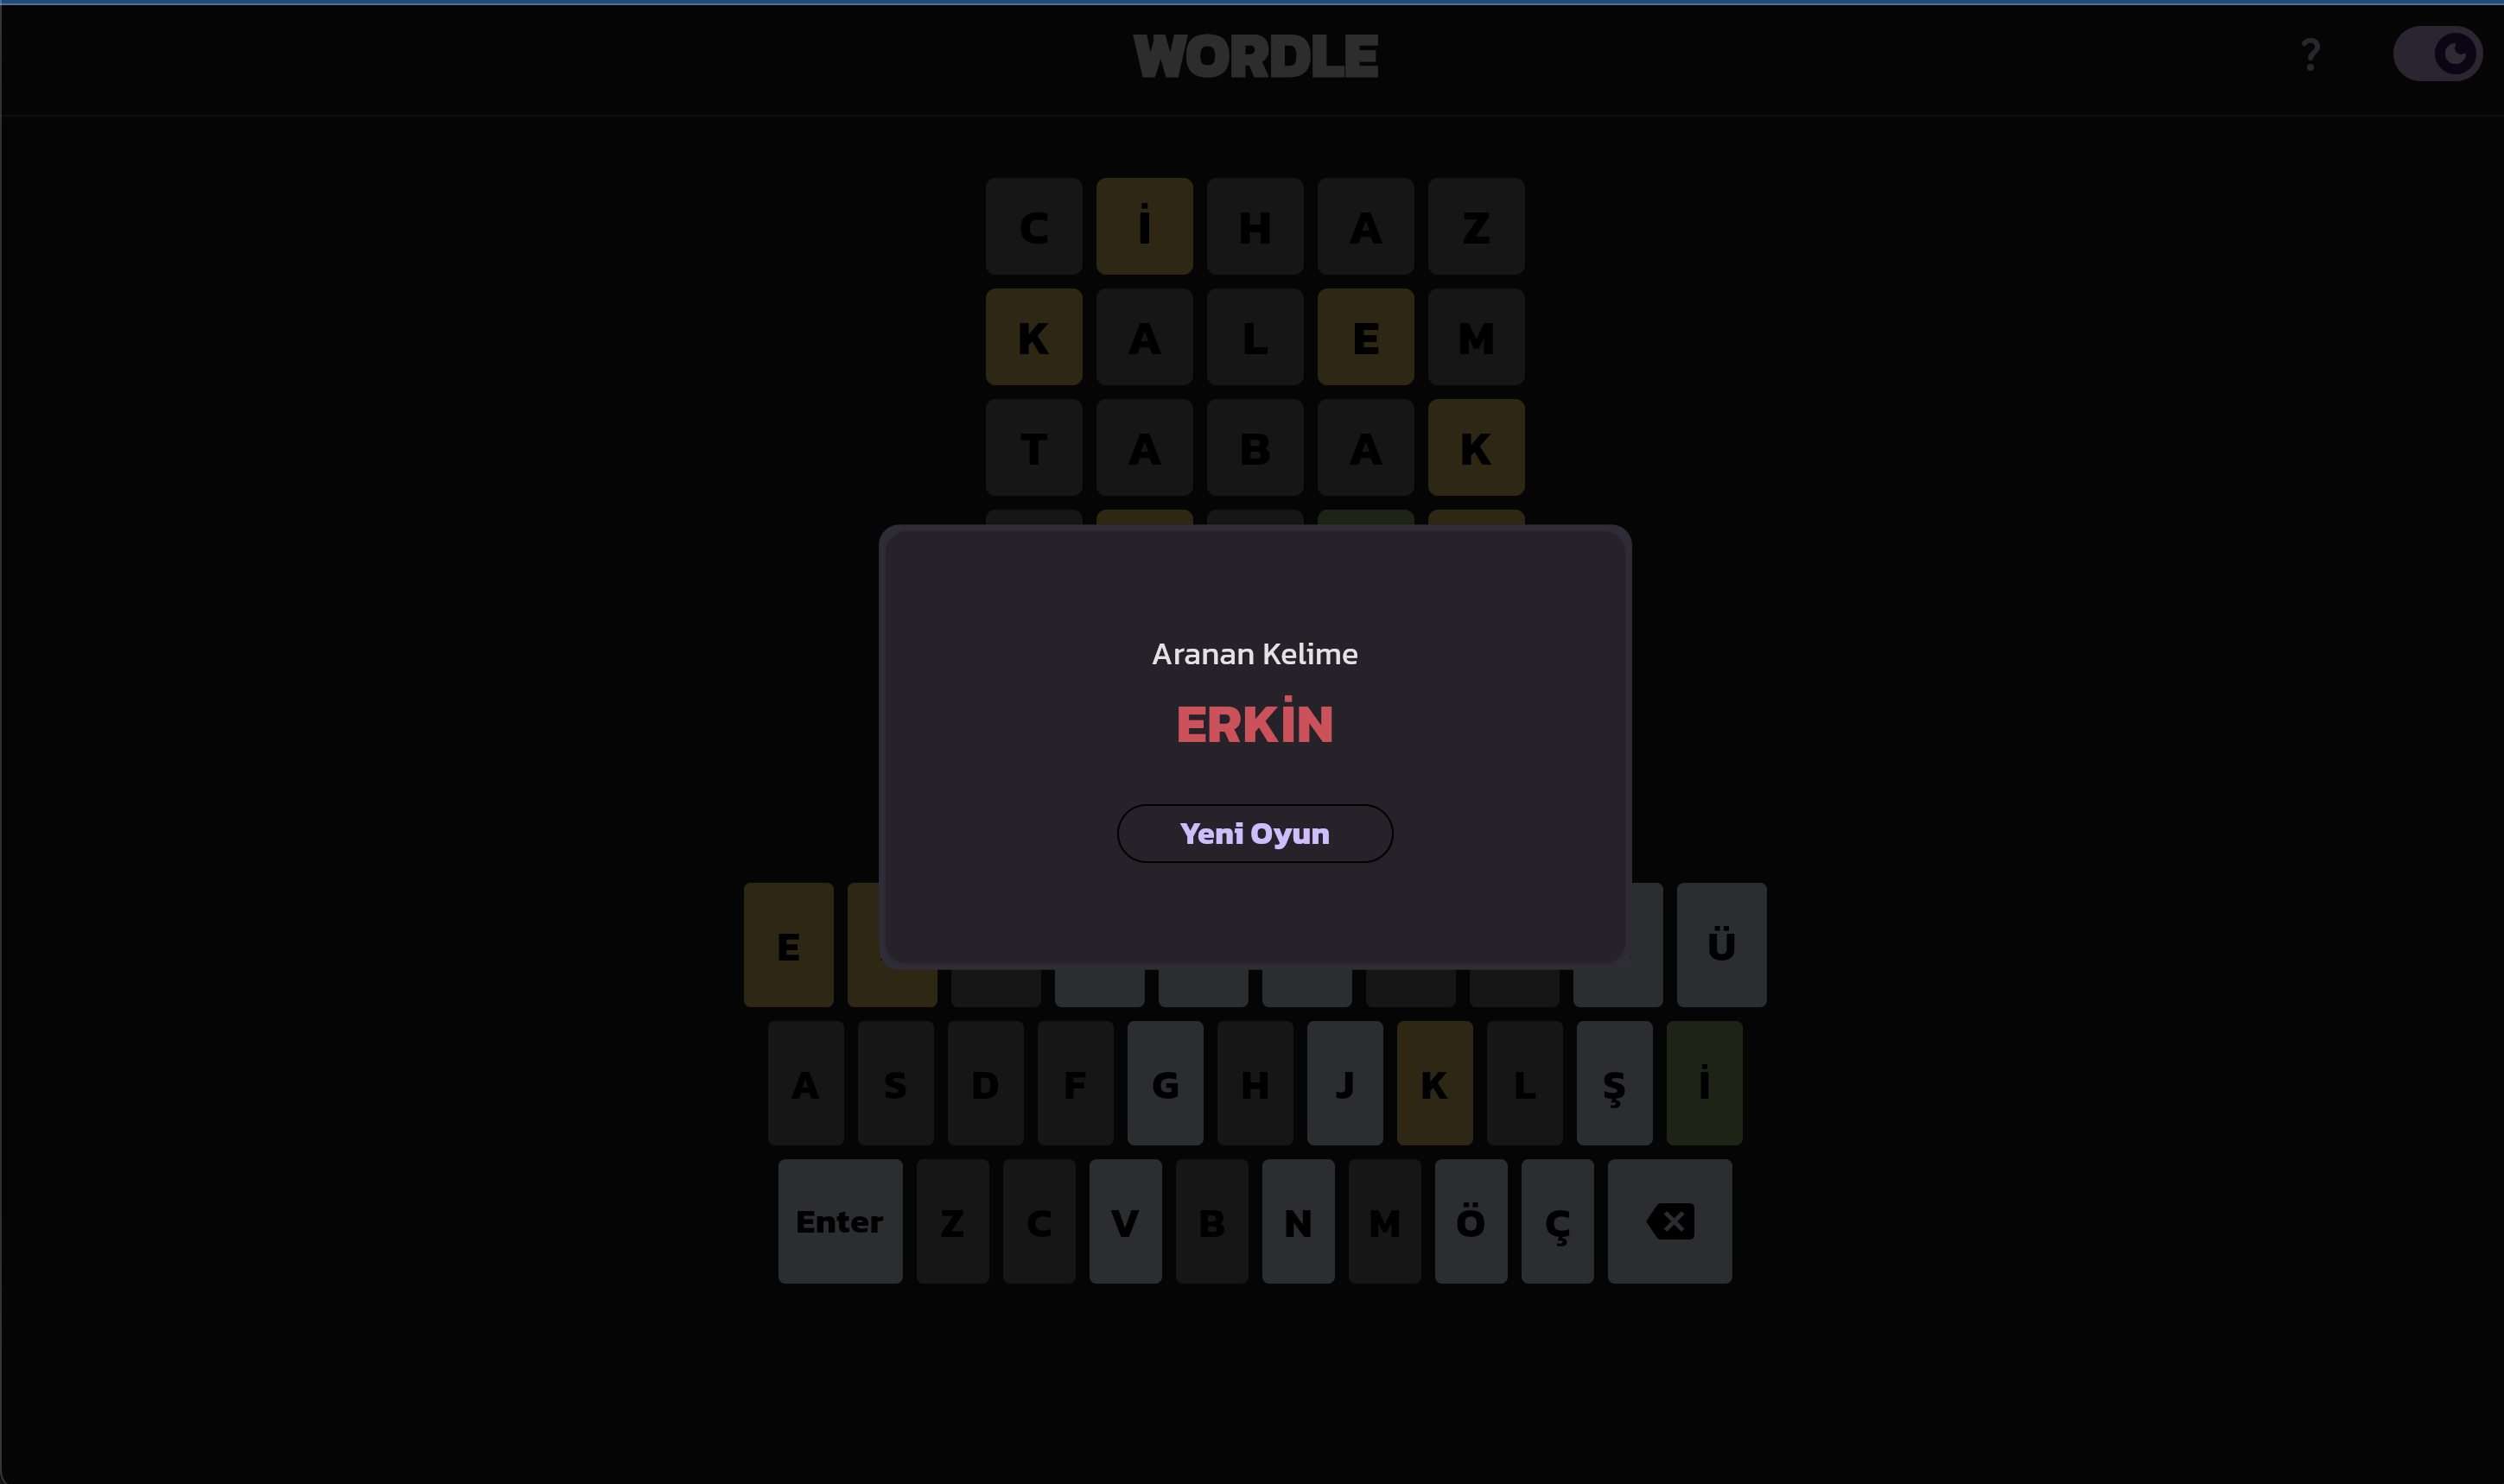 WORDLE ?
C İ H A Z
K A L E M
T A B A K
Aranan Kelime
ERKİN
Yeni Oyun
E Ü
A S D F G H J K L Ş İ
Enter Z C V B N M Ö Ç